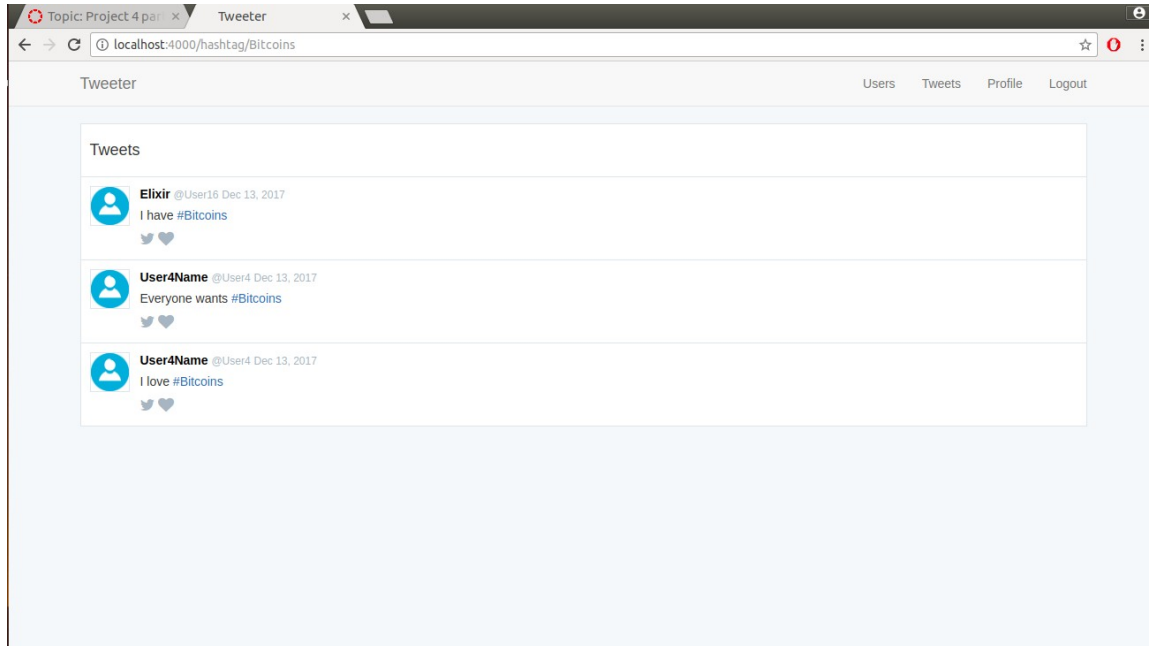 Topic: Project 4 par
Tweeter
localhost:4000/hashtag/Bitcoins
Tweeter Users Tweets Profile Logout
Tweets
Elixir @User16 Dec 13, 2017
I have #Bitcoins
User4Name @User4 Dec 13, 2017
Everyone wants #Bitcoins
User4Name @User4 Dec 13, 2017
I love #Bitcoins